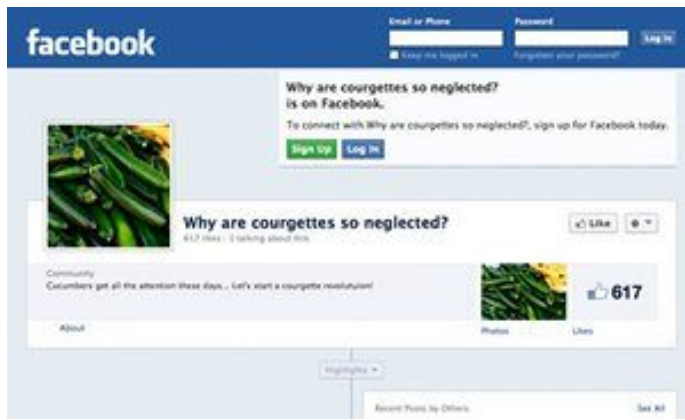 Email or Phone
Password
facebook
Log In
Keep me logged in
Forgotten your password?
Why are courgettes so neglected?
is on Facebook.
To connect with Why are courgettes so neglected?, sign up for Facebook today.
Sign Up
Log In
Why are courgettes so neglected?
Like
617 likes · 3 talking about this
Community
Cucumbers get all the attention these days... Let's start a courgette revolutuion!
617
About
Photos
Likes
Highlights
Recent Posts by Others
See All